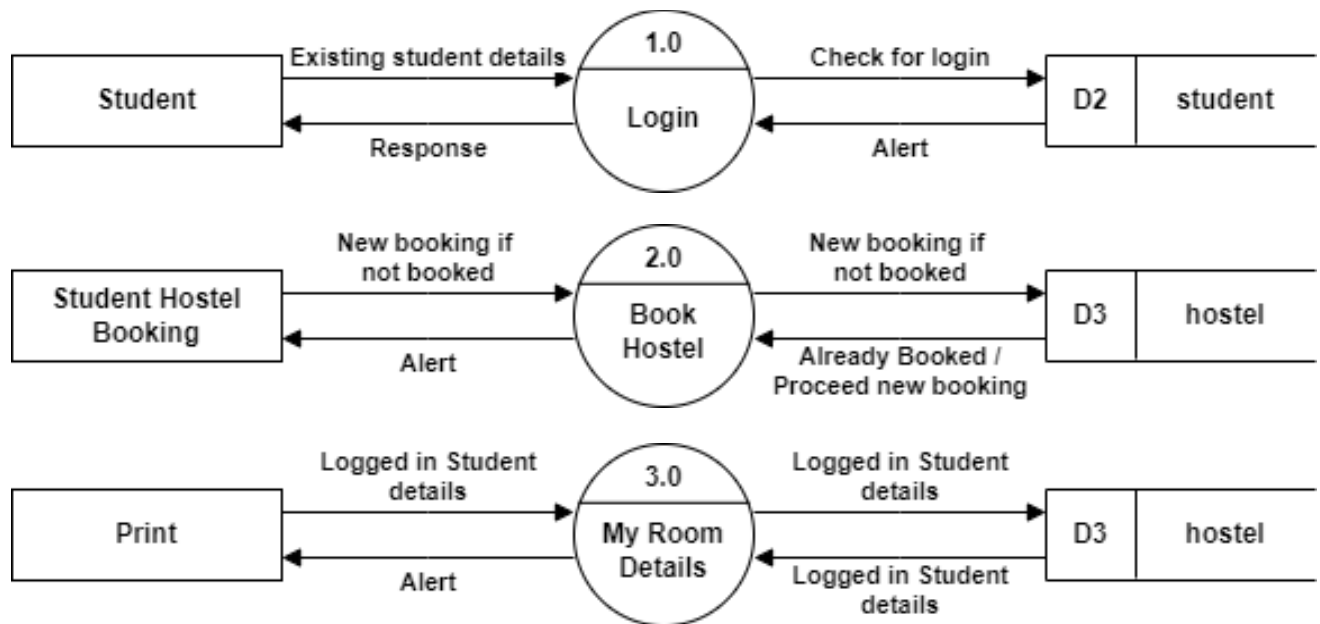 1.0
Existing student details
Check for login
Student
Login
D2
student
Response
Alert
New booking if
not booked
2.0
New booking if
not booked
Student Hostel
Booking
Book
Hostel
D3
hostel
Alert
Already Booked /
Proceed new booking
Logged in Student
details
3.0
Logged in Student
details
Print
My Room
Details
D3
hostel
Alert
Logged in Student
details